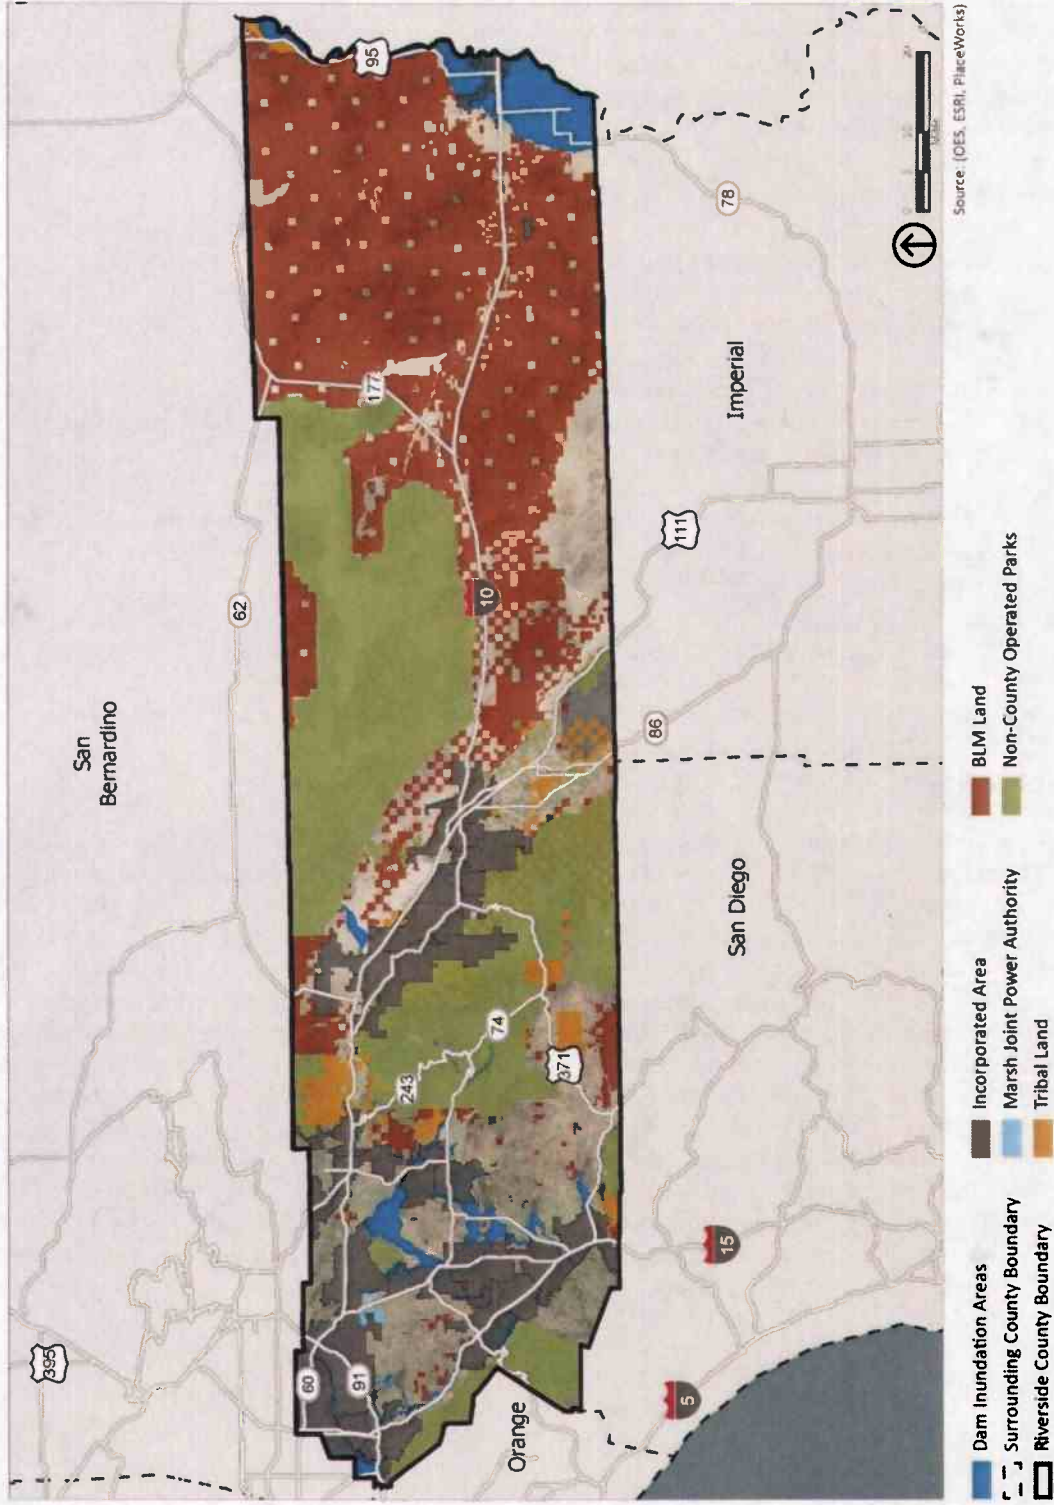 San
Bernardino
395
62
95
177
60
91
243
10
74
371
111
86
78
Imperial
San Diego
Orange
15
5
Source: (OES, ESRI, PlaceWorks)
Dam Inundation Areas
Surrounding County Boundary
Riverside County Boundary
Incorporated Area
Marsh Joint Power Authority
Tribal Land
BLM Land
Non-County Operated Parks